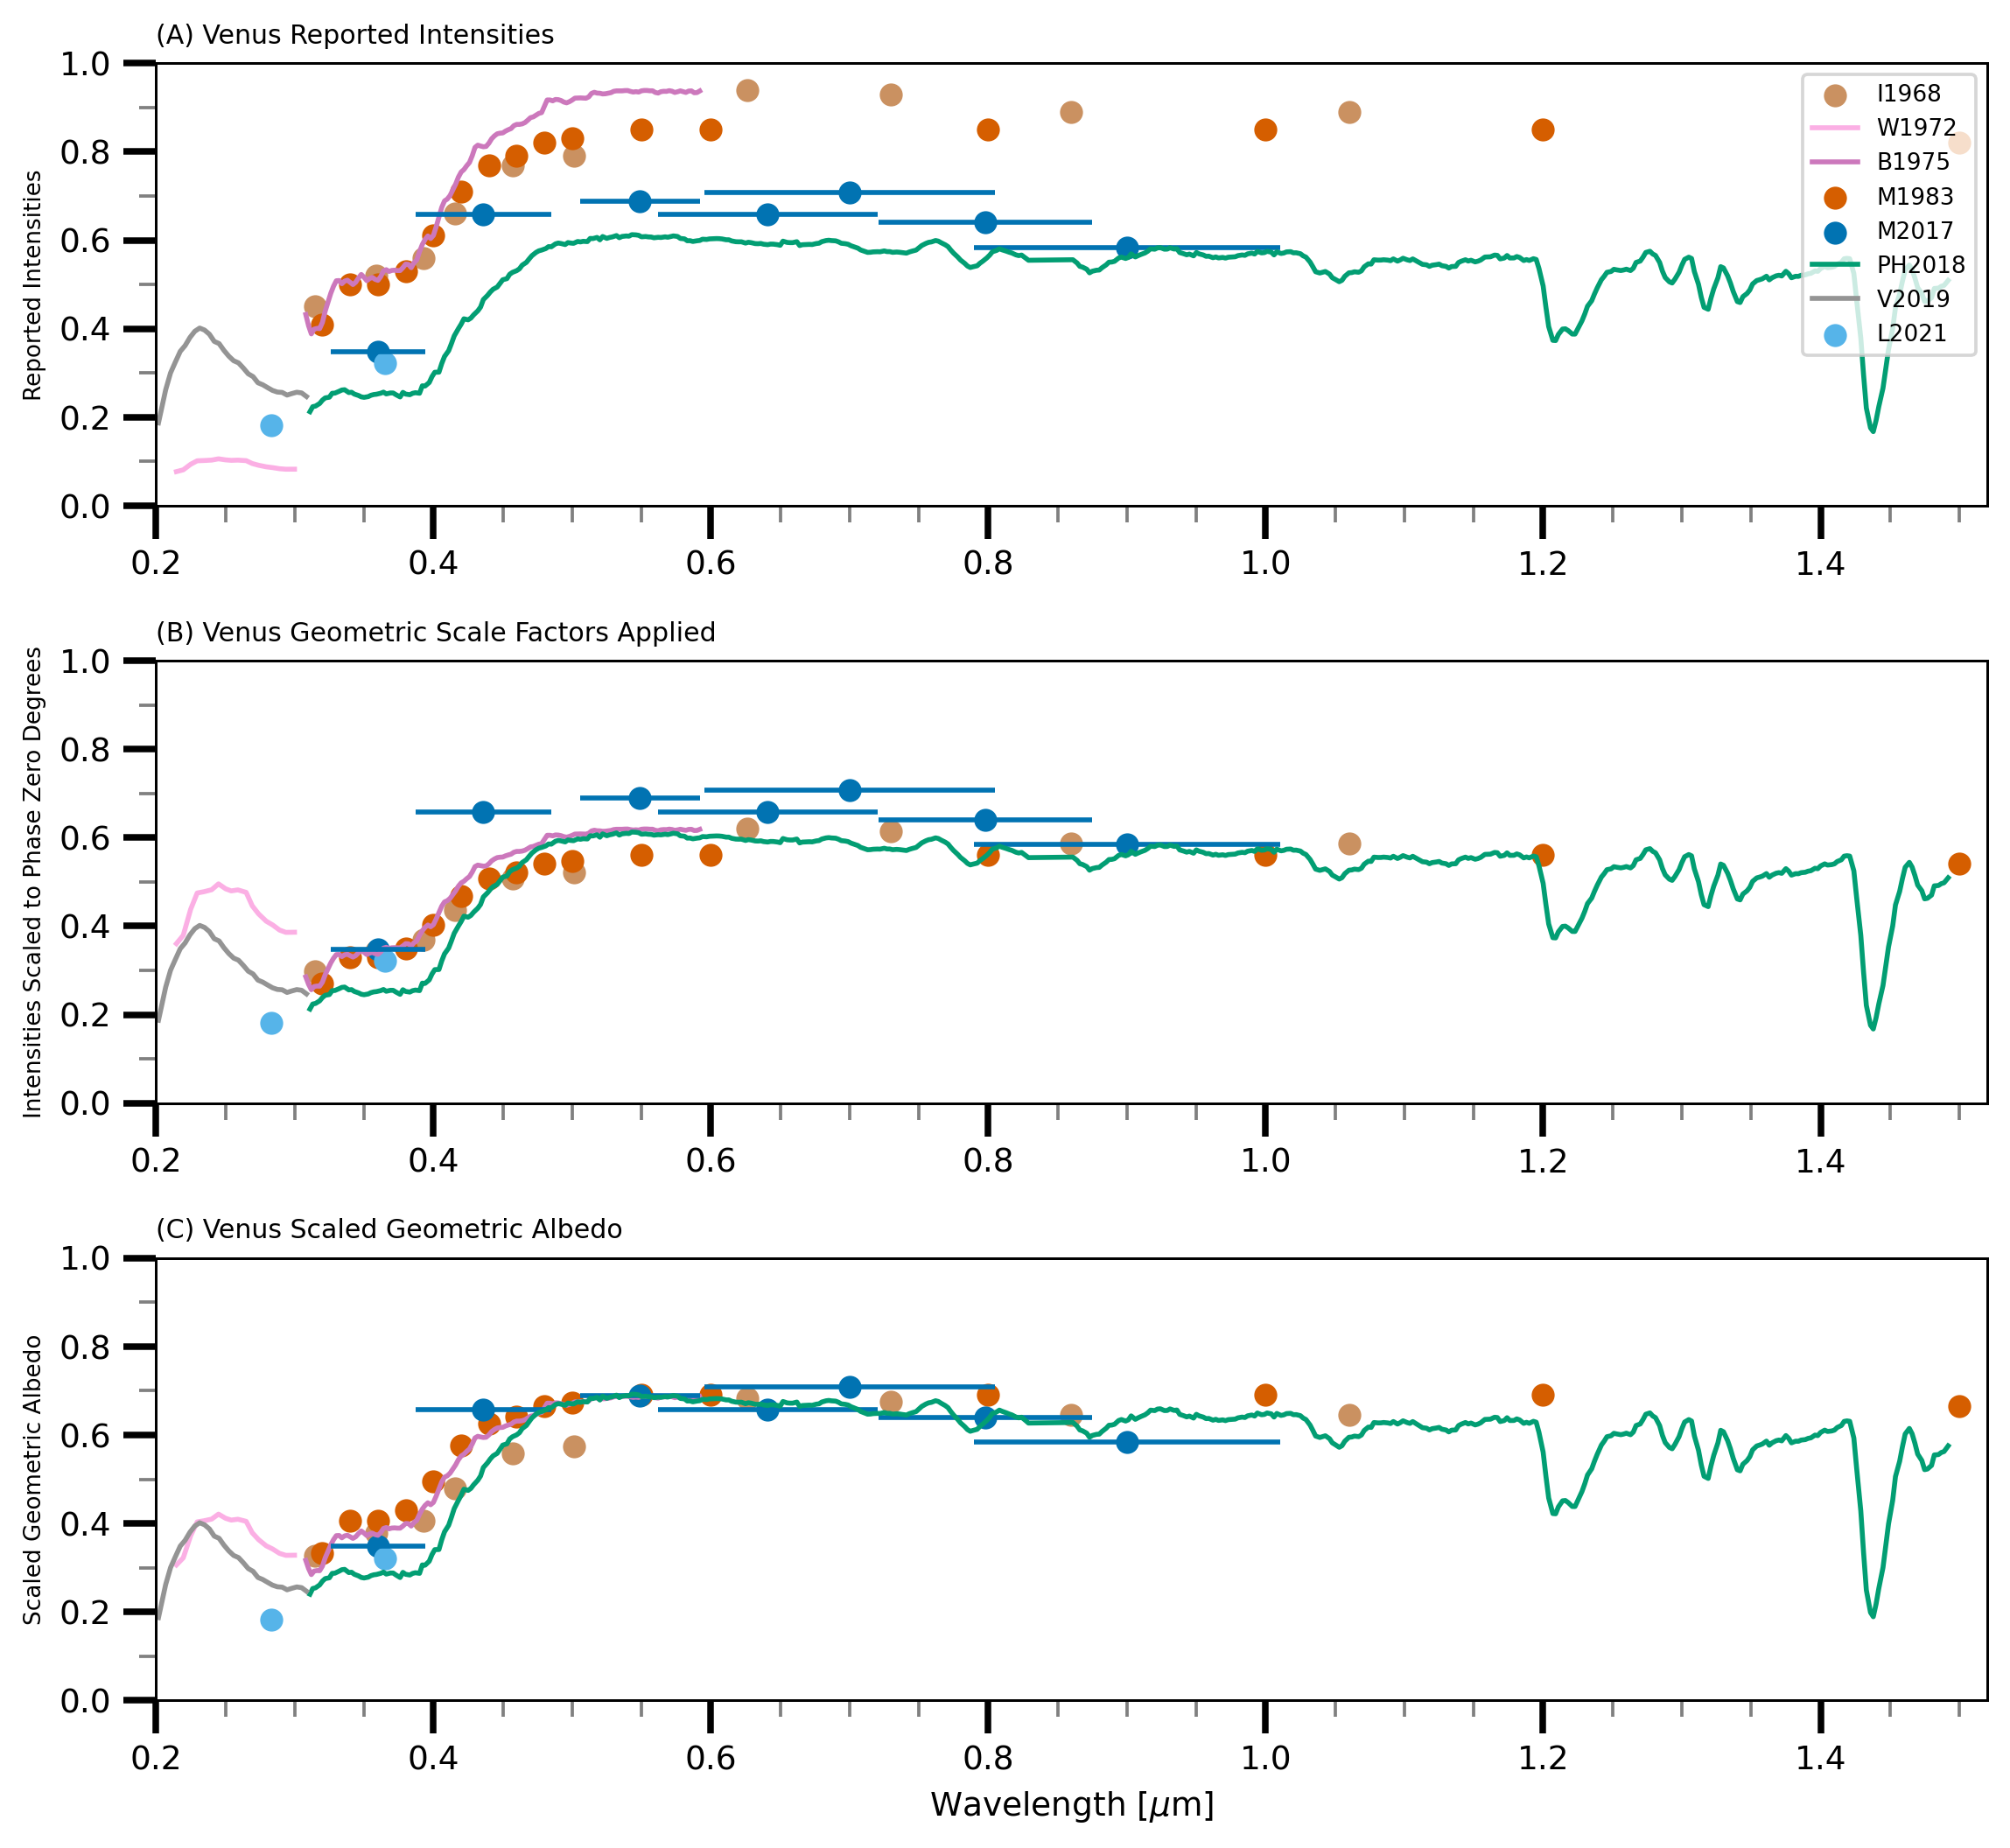 (A) Venus Reported Intensities
Reported Intensities
1.0
0.8
0.6
0.4
0.2
0.0
0.2 0.4 0.6 0.8 1.0 1.2 1.4
I1968
W1972
B1975
M1983
M2017
PH2018
V2019
L2021
(B) Venus Geometric Scale Factors Applied
Intensities Scaled to Phase Zero Degrees
1.0
0.8
0.6
0.4
0.2
0.0
0.2 0.4 0.6 0.8 1.0 1.2 1.4
(C) Venus Scaled Geometric Albedo
Scaled Geometric Albedo
1.0
0.8
0.6
0.4
0.2
0.0
0.2 0.4 0.6 0.8 1.0 1.2 1.4
Wavelength [μm]